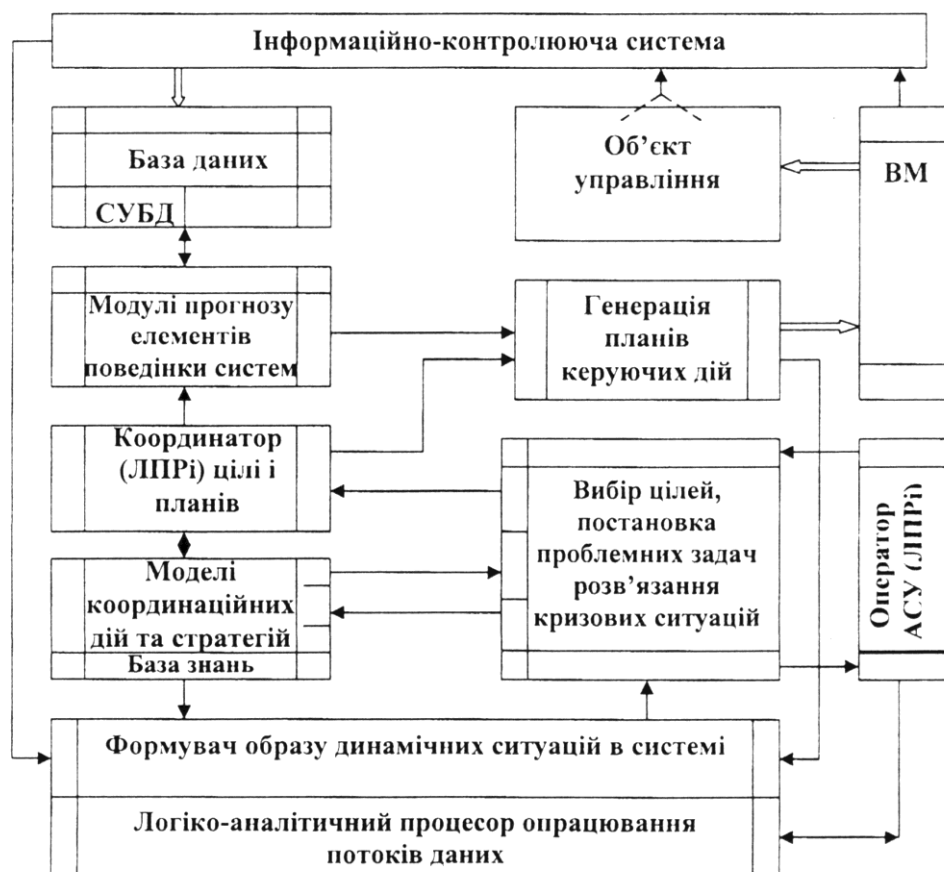 Інформаційно-контролююча система
База даних
СУБД
Об’єкт
управління
ВМ
Модулі прогнозу
елементів
поведінки систем
Генерація
планів
керуючих дій
Координатор
(ЛПРі) цілі і
планів
Вибір цілей,
постановка
проблемних задач
розв’язання
кризових ситуацій
Оператор
АСУ (ЛПРі)
Моделі
координаційних
дій та стратегій
База знань
Формувач образу динамічних ситуацій в системі
Логіко-аналітичний процесор опрацювання
потоків даних